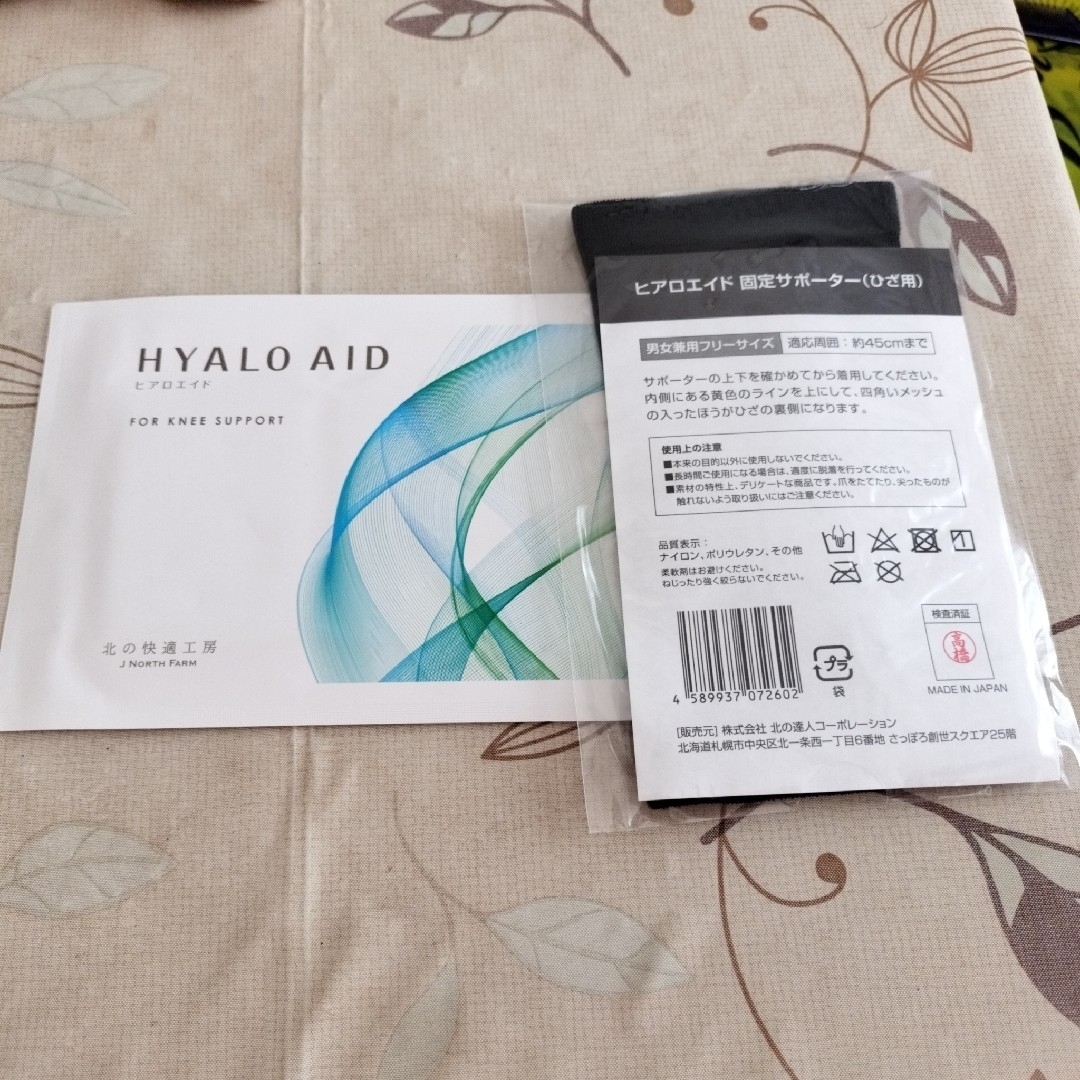 HYALO AID
ヒアロエイド
FOR KNEE SUPPORT
北の快適工房
J NORTH FARM
ヒアロエイド 固定サポーター(ひざ用)
男女兼用フリーサイズ 適応周囲:約45cmまで
サポーターの上下を確かめてから着用してください。
内側にある黄色のラインを上にして、四角いメッシュ
の入ったほうがひざの裏側になります。
使用上の注意
■本来の目的以外に使用しないでください。
■長時間ご使用になる場合は、適度に脱着を行ってください。
■素材の特性上、デリケートな商品です。爪をたてたり、尖ったものが
触れないよう取り扱いにはご注意ください。
品質表示:
ナイロン、ポリウレタン、その他
柔軟剤はお避けください。
ねじったり強く絞らないでください。
4 589937 072602
プラ
袋
検査済証
高橋
MADE IN JAPAN
[販売元] 株式会社 北の達人コーポレーション
北海道札幌市中央区北一条西一丁目6番地 さっぽろ創世スクエア25階